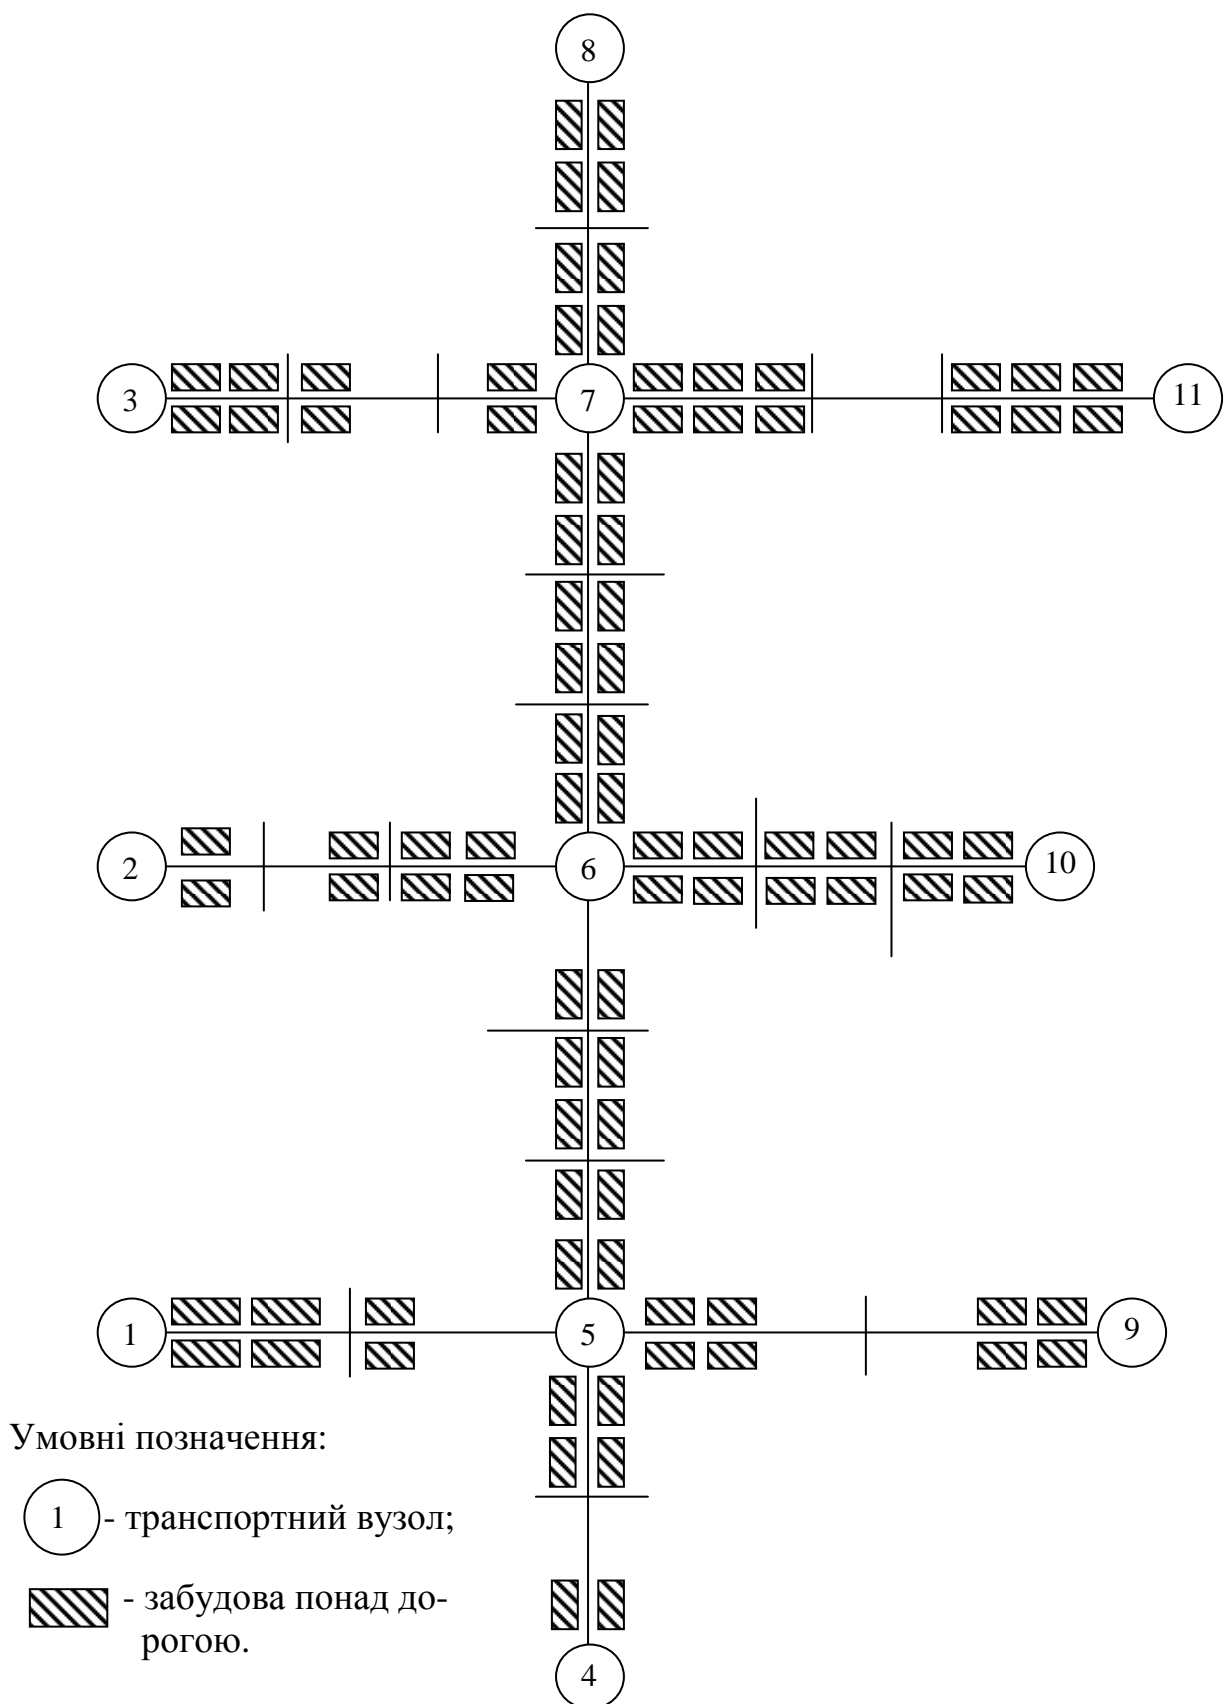 8
3
7
11
2
6
10
1
5
9
Умовні позначення:
1 - транспортний вузол;
- забудова понад до-
рогою.
4